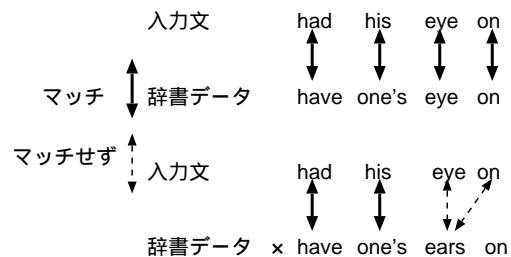 入力文 had his eye on
マッチ 辞書データ have one's eye on
マッチせず
入力文 had his eye on
辞書データ × have one's ears on